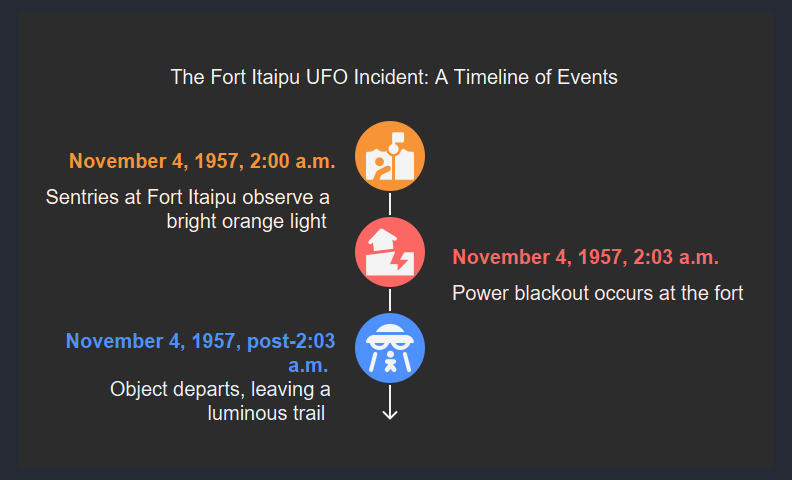 The Fort Itaipu UFO Incident: A Timeline of Events
November 4, 1957, 2:00 a.m.
Sentries at Fort Itaipu observe a
bright orange light
November 4, 1957, 2:03 a.m.
Power blackout occurs at the fort
November 4, 1957, post-2:03
a.m.
Object departs, leaving a
luminous trail